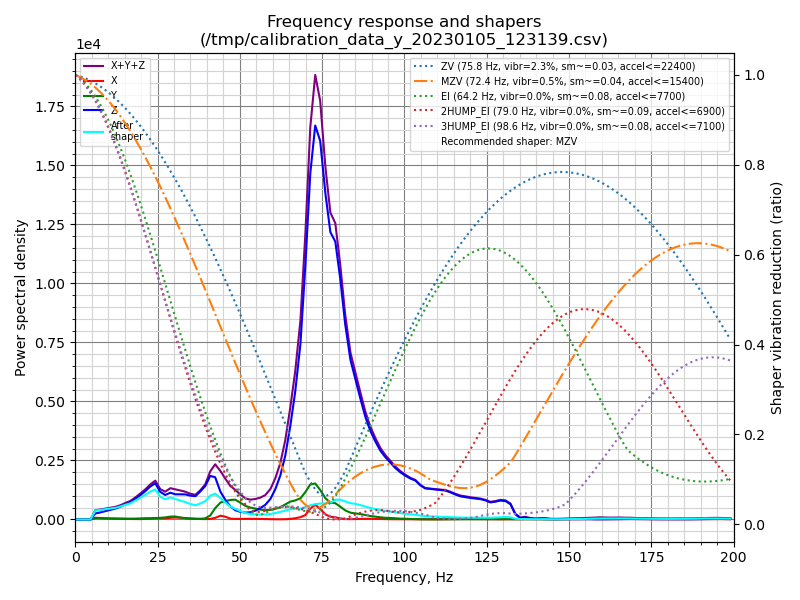 Frequency response and shapers
(/tmp/calibration_data_y_20230105_123139.csv)
1e4
X+Y+Z
X
Y
Z
After
shaper
ZV (75.8 Hz, vibr=2.3%, sm~=0.03, accel<=22400)
MZV (72.4 Hz, vibr=0.5%, sm~=0.04, accel<=15400)
EI (64.2 Hz, vibr=0.0%, sm~=0.08, accel<=7700)
2HUMP_EI (79.0 Hz, vibr=0.0%, sm~=0.09, accel<=6900)
3HUMP_EI (98.6 Hz, vibr=0.0%, sm~=0.08, accel<=7100)
Recommended shaper: MZV
Power spectral density
1.75
1.50
1.25
1.00
0.75
0.50
0.25
0.00
1.0
0.8
0.6
0.4
0.2
0.0
Shaper vibration reduction (ratio)
0 25 50 75 100 125 150 175 200
Frequency, Hz